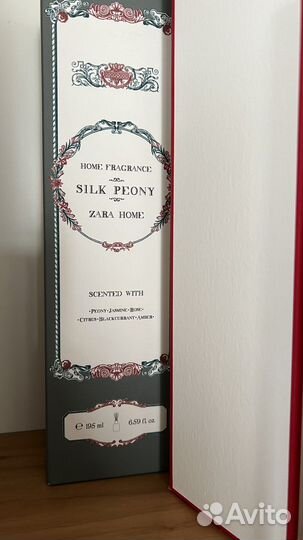 HOME FRAGRANCE
SILK PEONY
ZARA HOME
SCENTED WITH
·PEONY·JASMINE·ROSE·
·CITRUS·BLACKCURRANT·AMBER·
℮ 195 ml 6.59 fl. oz.
Avito